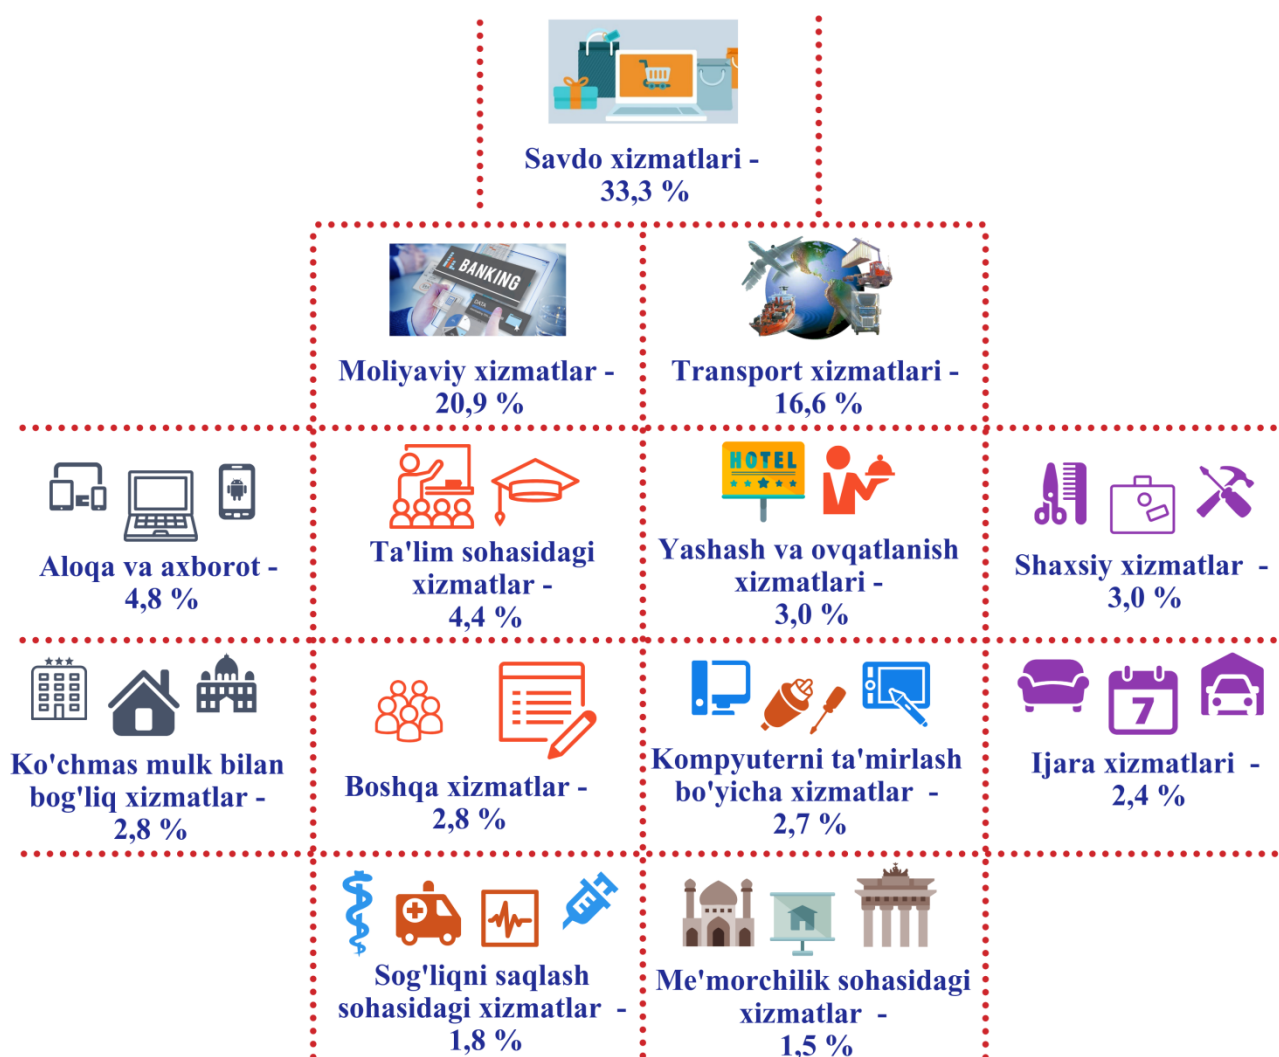 Savdo xizmatlari -
33,3 %
BANKING
DATA
Moliyaviy xizmatlar -
20,9 %
Transport xizmatlari -
16,6 %
Aloqa va axborot -
4,8 %
Ta'lim sohasidagi
xizmatlar -
4,4 %
HOTEL
Yashash va ovqatlanish
xizmatlari -
3,0 %
Shaxsiy xizmatlar -
3,0 %
Ko'chmas mulk bilan
bog'liq xizmatlar -
2,8 %
Boshqa xizmatlar -
2,8 %
Kompyuterni ta'mirlash
bo'yicha xizmatlar -
2,7 %
7
Ijara xizmatlari -
2,4 %
Sog'liqni saqlash
sohasidagi xizmatlar -
1,8 %
Me'morchilik sohasidagi
xizmatlar -
1,5 %